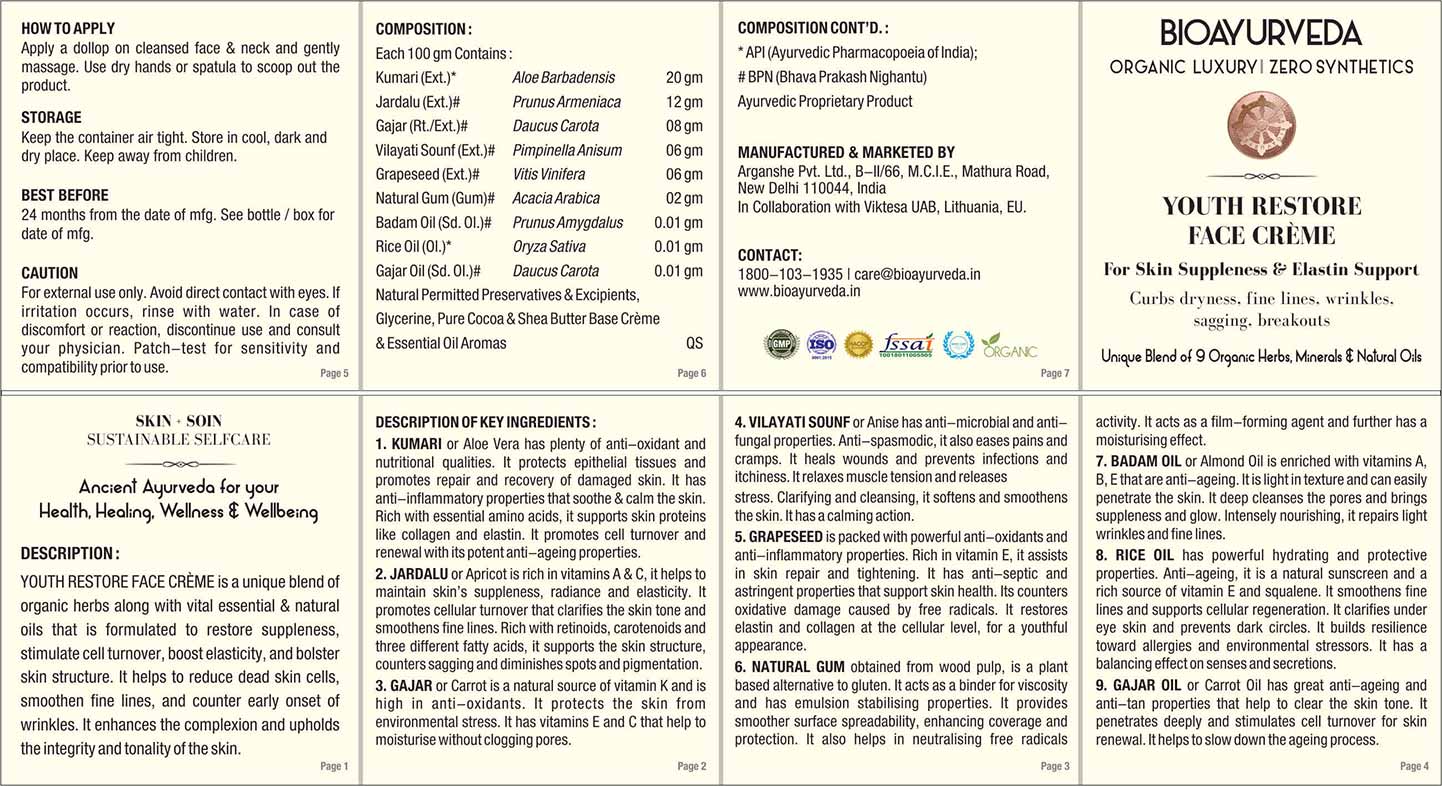 HOW TO APPLY
Apply a dollop on cleansed face & neck and gently
massage. Use dry hands or spatula to scoop out the
product.
STORAGE
Keep the container air tight. Store in cool, dark and
dry place. Keep away from children.
BEST BEFORE
24 months from the date of mfg. See bottle / box for
date of mfg.
CAUTION
For external use only. Avoid direct contact with eyes. If
irritation occurs, rinse with water. In case of
discomfort or reaction, discontinue use and consult
your physician. Patch–test for sensitivity and
compatibility prior to use.
Page 5
COMPOSITION :
Each 100 gm Contains :
Kumari (Ext.)* Aloe Barbadensis 20 gm
Jardalu (Ext.)# Prunus Armeniaca 12 gm
Gajar (Rt./Ext.)# Daucus Carota 08 gm
Vilayati Sounf (Ext.)# Pimpinella Anisum 06 gm
Grapeseed (Ext.)# Vitis Vinifera 06 gm
Natural Gum (Gum)# Acacia Arabica 02 gm
Badam Oil (Sd. Ol.)# Prunus Amygdalus 0.01 gm
Rice Oil (Ol.)* Oryza Sativa 0.01 gm
Gajar Oil (Sd. Ol.)# Daucus Carota 0.01 gm
Natural Permitted Preservatives & Excipients,
Glycerine, Pure Cocoa & Shea Butter Base Crème
& Essential Oil Aromas QS
Page 6
COMPOSITION CONT'D. :
* API (Ayurvedic Pharmacopoeia of India);
# BPN (Bhava Prakash Nighantu)
Ayurvedic Proprietary Product
MANUFACTURED & MARKETED BY
Arganshe Pvt. Ltd., B–II/66, M.C.I.E., Mathura Road,
New Delhi 110044, India
In Collaboration with Viktesa UAB, Lithuania, EU.
CONTACT:
1800–103–1935 | care@bioayurveda.in
www.bioayurveda.in
GMP
ISO
9001:2015
HACCP
fssai
10018011005505
ORGANIC
Page 7
BIOAYURVEDA
ORGANIC LUXURY | ZERO SYNTHETICS
YOUTH RESTORE
FACE CRÈME
For Skin Suppleness & Elastin Support
Curbs dryness, fine lines, wrinkles,
sagging, breakouts
Unique Blend of 9 Organic Herbs, Minerals & Natural Oils
SKIN + SOIN
SUSTAINABLE SELFCARE
Ancient Ayurveda for your
Health, Healing, Wellness & Wellbeing
DESCRIPTION :
YOUTH RESTORE FACE CRÈME is a unique blend of
organic herbs along with vital essential & natural
oils that is formulated to restore suppleness,
stimulate cell turnover, boost elasticity, and bolster
skin structure. It helps to reduce dead skin cells,
smoothen fine lines, and counter early onset of
wrinkles. It enhances the complexion and upholds
the integrity and tonality of the skin.
Page 1
DESCRIPTION OF KEY INGREDIENTS :
1. KUMARI or Aloe Vera has plenty of anti–oxidant and
nutritional qualities. It protects epithelial tissues and
promotes repair and recovery of damaged skin. It has
anti–inflammatory properties that soothe & calm the skin.
Rich with essential amino acids, it supports skin proteins
like collagen and elastin. It promotes cell turnover and
renewal with its potent anti–ageing properties.
2. JARDALU or Apricot is rich in vitamins A & C, it helps to
maintain skin's suppleness, radiance and elasticity. It
promotes cellular turnover that clarifies the skin tone and
smoothens fine lines. Rich with retinoids, carotenoids and
three different fatty acids, it supports the skin structure,
counters sagging and diminishes spots and pigmentation.
3. GAJAR or Carrot is a natural source of vitamin K and is
high in anti–oxidants. It protects the skin from
environmental stress. It has vitamins E and C that help to
moisturise without clogging pores.
Page 2
4. VILAYATI SOUNF or Anise has anti–microbial and anti–
fungal properties. Anti–spasmodic, it also eases pains and
cramps. It heals wounds and prevents infections and
itchiness. It relaxes muscle tension and releases
stress. Clarifying and cleansing, it softens and smoothens
the skin. It has a calming action.
5. GRAPESEED is packed with powerful anti–oxidants and
anti–inflammatory properties. Rich in vitamin E, it assists
in skin repair and tightening. It has anti–septic and
astringent properties that support skin health. Its counters
oxidative damage caused by free radicals. It restores
elastin and collagen at the cellular level, for a youthful
appearance.
6. NATURAL GUM obtained from wood pulp, is a plant
based alternative to gluten. It acts as a binder for viscosity
and has emulsion stabilising properties. It provides
smoother surface spreadability, enhancing coverage and
protection. It also helps in neutralising free radicals
Page 3
activity. It acts as a film–forming agent and further has a
moisturising effect.
7. BADAM OIL or Almond Oil is enriched with vitamins A,
B, E that are anti–ageing. It is light in texture and can easily
penetrate the skin. It deep cleanses the pores and brings
suppleness and glow. Intensely nourishing, it repairs light
wrinkles and fine lines.
8. RICE OIL has powerful hydrating and protective
properties. Anti–ageing, it is a natural sunscreen and a
rich source of vitamin E and squalene. It smoothens fine
lines and supports cellular regeneration. It clarifies under
eye skin and prevents dark circles. It builds resilience
toward allergies and environmental stressors. It has a
balancing effect on senses and secretions.
9. GAJAR OIL or Carrot Oil has great anti–ageing and
anti–tan properties that help to clear the skin tone. It
penetrates deeply and stimulates cell turnover for skin
renewal. It helps to slow down the ageing process.
Page 4